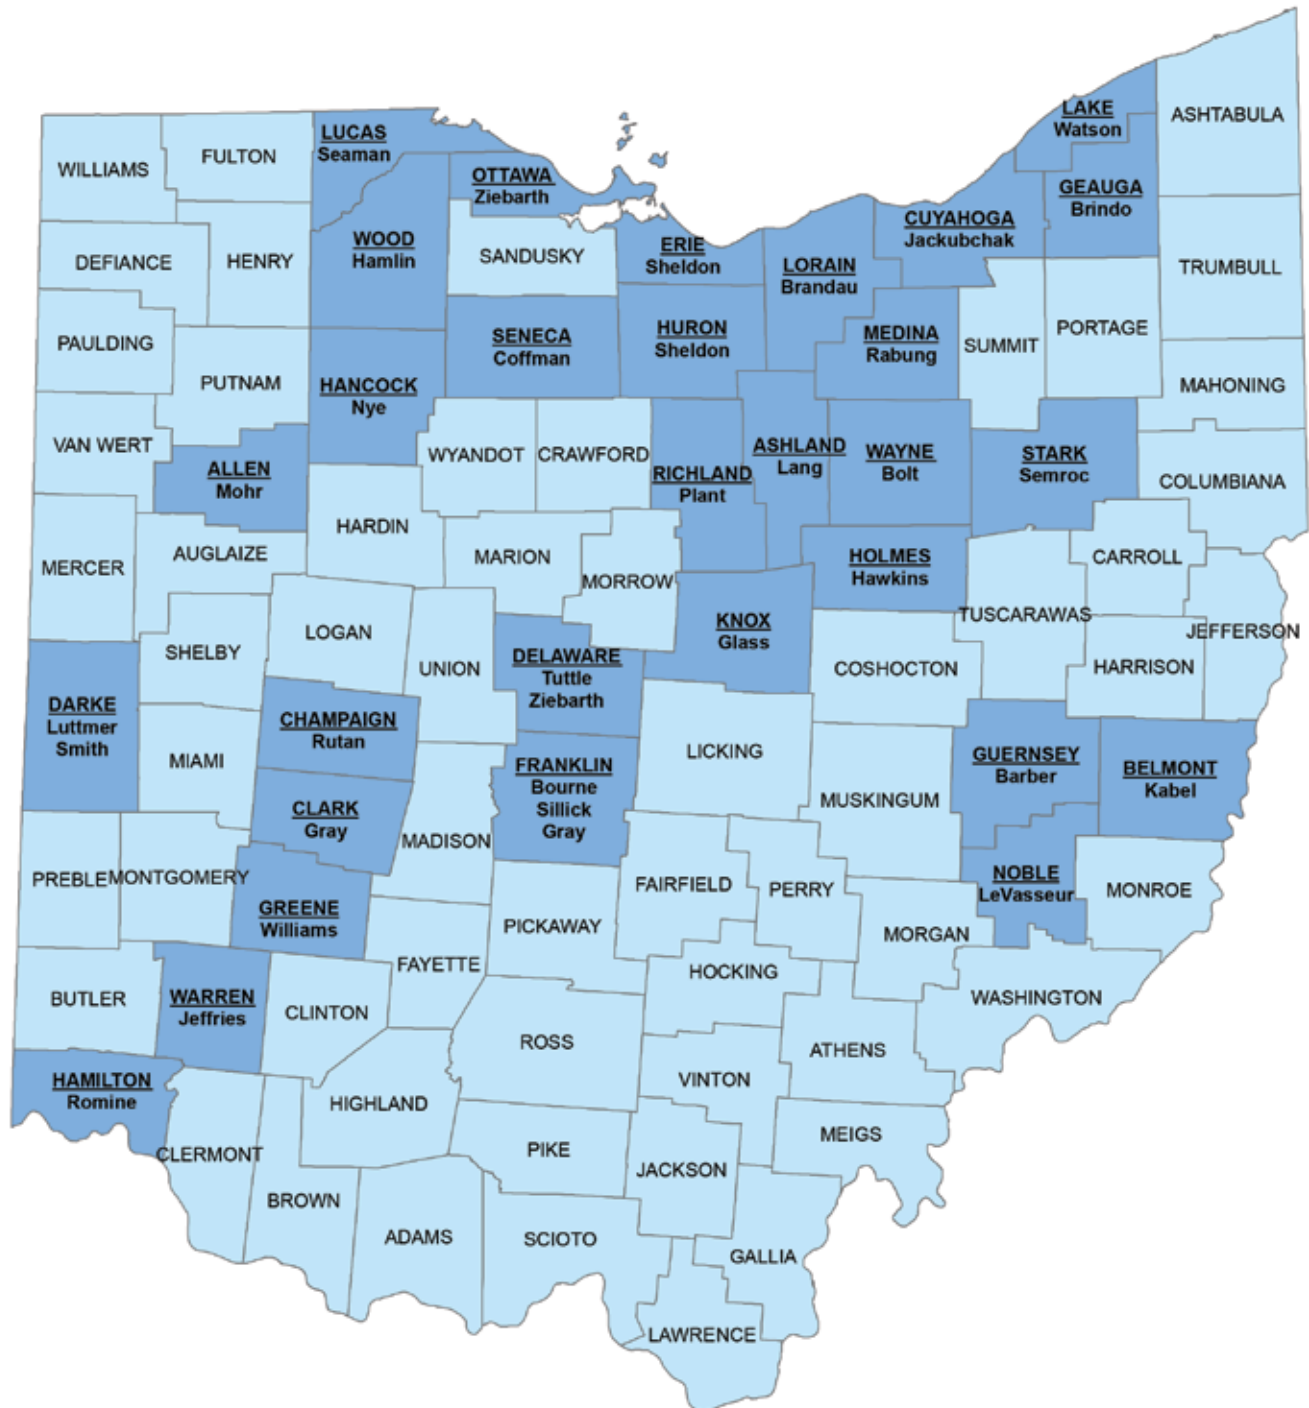 LAKE
Watson
ASHTABULA
LUCAS
Seaman
FULTON
WILLIAMS
OTTAWA
Ziebarth
GEAUGA
Brindo
CUYAHOGA
Jackubchak
WOOD
Hamlin
ERIE
Sheldon
SANDUSKY
DEFIANCE
HENRY
LORAIN
Brandau
TRUMBULL
PORTAGE
SENECA
Coffman
HURON
Sheldon
MEDINA
Rabung
SUMMIT
PAULDING
PUTNAM
HANCOCK
Nye
MAHONING
VAN WERT
WYANDOT
CRAWFORD
ASHLAND
Lang
WAYNE
Bolt
STARK
Semroc
ALLEN
Mohr
RICHLAND
Plant
COLUMBIANA
HARDIN
AUGLAIZE
MARION
HOLMES
Hawkins
CARROLL
MERCER
MORROW
TUSCARAWAS
KNOX
Glass
LOGAN
JEFFERSON
SHELBY
UNION
DELAWARE
Tuttle
Ziebarth
COSHOCTON
HARRISON
DARKE
Luttmer
Smith
CHAMPAIGN
Rutan
MIAMI
LICKING
GUERNSEY
Barber
BELMONT
Kabel
FRANKLIN
Bourne
Sillick
Gray
MUSKINGUM
CLARK
Gray
MADISON
PREBLE
MONTGOMERY
FAIRFIELD
PERRY
NOBLE
LeVasseur
MONROE
GREENE
Williams
PICKAWAY
MORGAN
FAYETTE
HOCKING
BUTLER
WARREN
Jeffries
CLINTON
WASHINGTON
ROSS
ATHENS
HAMILTON
Romine
VINTON
HIGHLAND
MEIGS
CLERMONT
PIKE
JACKSON
BROWN
ADAMS
SCIOTO
GALLIA
LAWRENCE